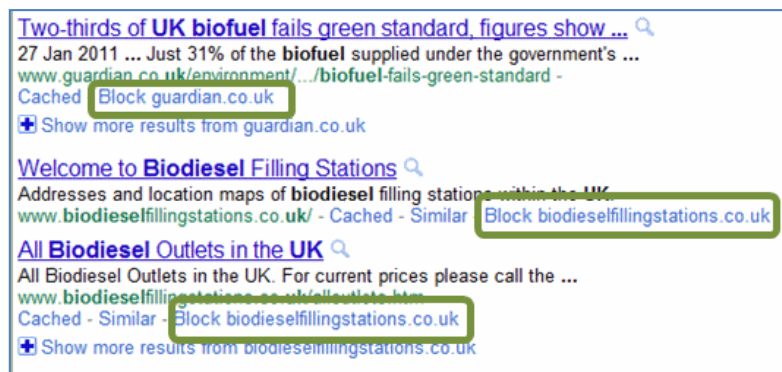 Two-thirds of UK biofuel fails green standard, figures show ...
27 Jan 2011 ... Just 31% of the biofuel supplied under the government's ...
www.guardian.co.uk/environment/.../biofuel-fails-green-standard -
Cached Block guardian.co.uk
Show more results from guardian.co.uk
Welcome to Biodiesel Filling Stations
Addresses and location maps of biodiesel filling stations within the UK.
www.biodieselfillingstations.co.uk/ - Cached - Similar Block biodieselfillingstations.co.uk
All Biodiesel Outlets in the UK
All Biodiesel Outlets in the UK. For current prices please call the ...
www.biodieselfillingstations.co.uk/alloutlets.htm
Cached - Similar - Block biodieselfillingstations.co.uk
Show more results from biodieselfillingstations.co.uk